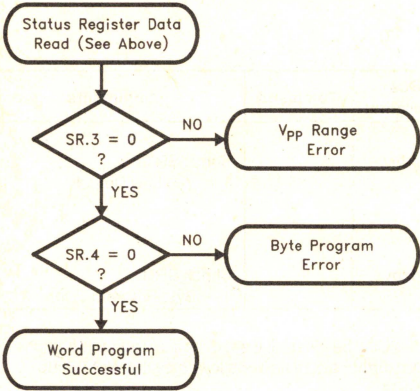 Status Register Data
Read (See Above)
SR.3 = 0
?
NO
VPP Range
Error
YES
SR.4 = 0
?
NO
Byte Program
Error
YES
Word Program
Successful